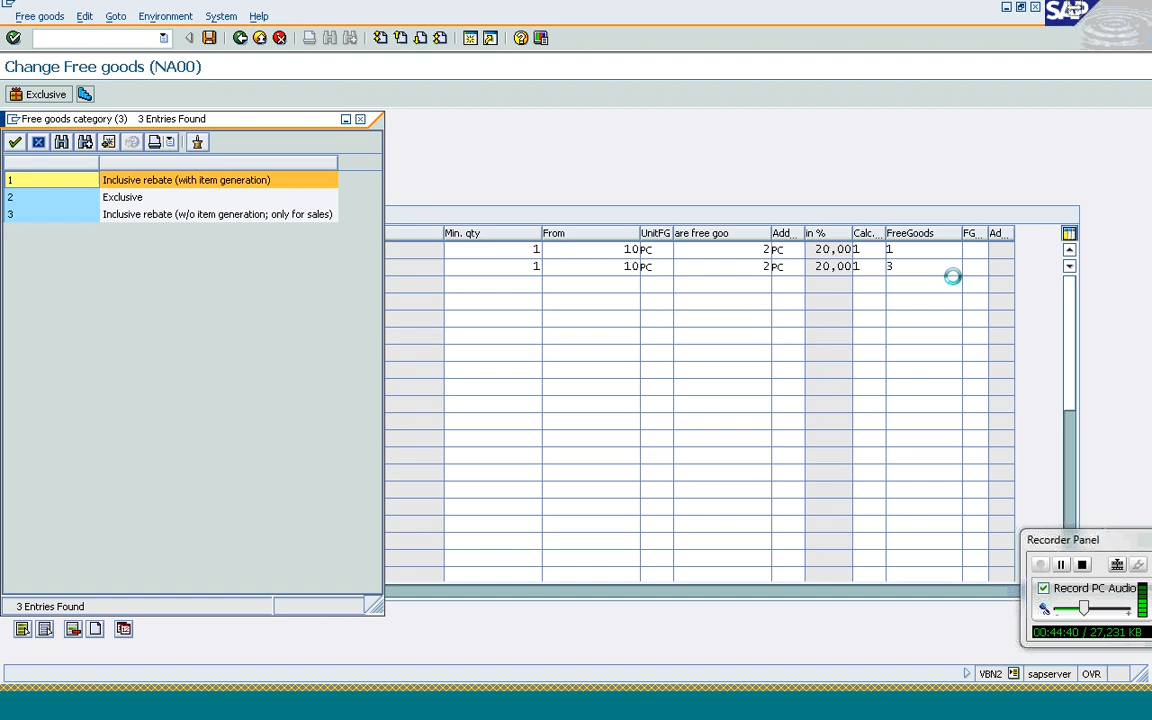 Free goods Edit Goto Environment System Help
SAP
Change Free goods (NA00)
Exclusive
Free goods category (3) 3 Entries Found
1 Inclusive rebate (with item generation)
2 Exclusive
3 Inclusive rebate (w/o item generation; only for sales)
Min. qty From UnitFG are free goo Add... in % Calc.... FreeGoods FG... Ad...
1 10 PC 2 PC 20,00 1 1
1 10 PC 2 PC 20,00 1 3
Recorder Panel
Record PC Audio
00:44:40 / 27,231 KB
3 Entries Found
VBN2 sapserver OVR